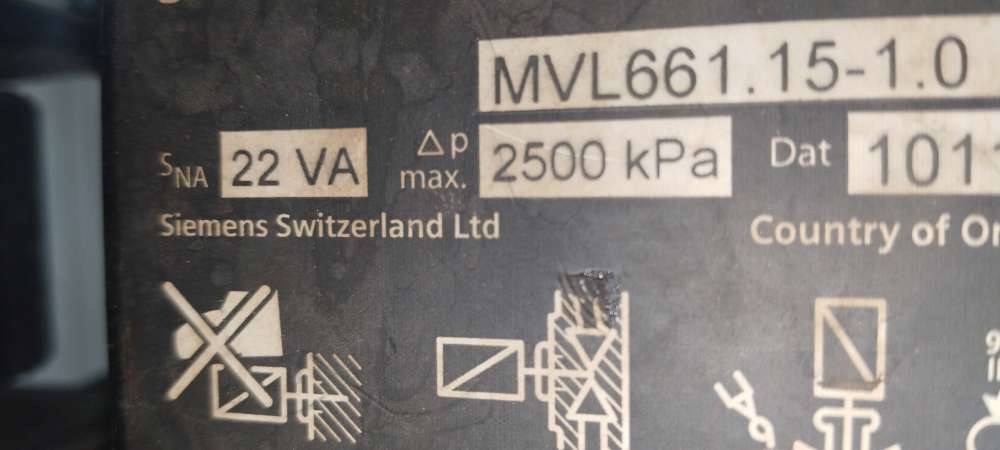 MVL661.15-1.0
SNA 22 VA Δp max. 2500 kPa Dat 101
Siemens Switzerland Ltd Country of Or